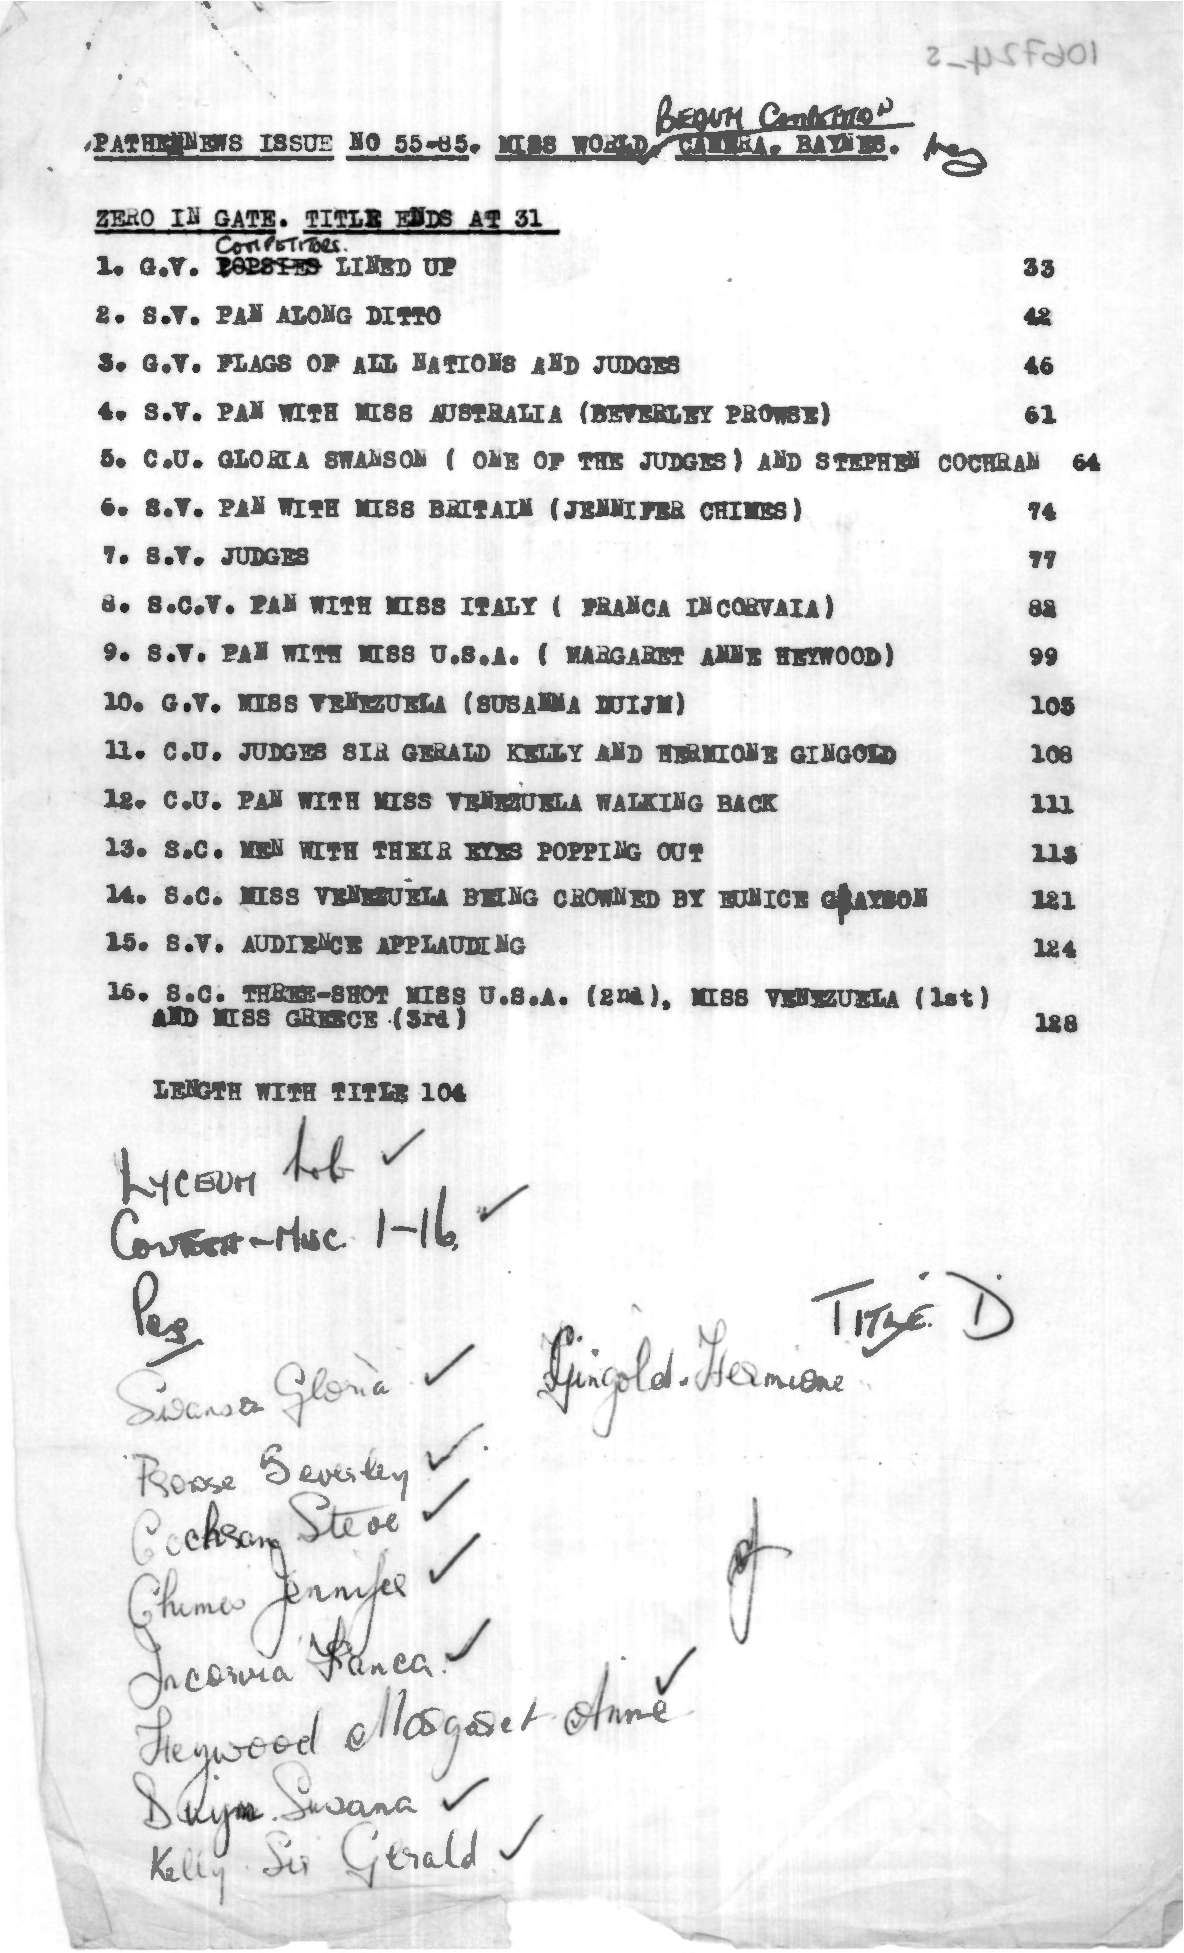 106724-S
BEAUTY COMPETITION
PATHE NEWS ISSUE NO 55-85. MISS WORLD. CAMERA. BAYNES.
ZERO IN GATE. TITLE ENDS AT 31
COMPETITORS.
1. G.V. POPSIES LINED UP 33
2. S.V. PAN ALONG DITTO 42
3. G.V. FLAGS OF ALL NATIONS AND JUDGES 46
4. S.V. PAN WITH MISS AUSTRALIA (BEVERLEY PROWSE) 61
5. C.U. GLORIA SWANSON ( ONE OF THE JUDGES) AND STEPHEN COCHRAN 64
6. S.V. PAN WITH MISS BRITAIN (JENNIFER CHIMES) 74
7. S.V. JUDGES 77
8. S.C.V. PAN WITH MISS ITALY ( FRANCA INCORVAIA) 88
9. S.V. PAN WITH MISS U.S.A. ( MARGARET ANNE HEYWOOD) 99
10. G.V. MISS VENEZUELA (SUSANNA DUIJM) 105
11. C.U. JUDGES SIR GERALD KELLY AND HERMIONE GINGOLD 108
12. C.U. PAN WITH MISS VENEZUELA WALKING BACK 111
13. S.C. MEN WITH THEIR EYES POPPING OUT 113
14. S.C. MISS VENEZUELA BEING CROWNED BY EUNICE GRAYSON 121
15. S.V. AUDIENCE APPLAUDING 124
16. S.C. THREE-SHOT MISS U.S.A. (2nd), MISS VENEZUELA (1st)
AND MISS GREECE (3rd) 128
LENGTH WITH TITLE 104
LYCEUM ✓
- MISC. 1-16. ✓
Pers
TITLE. D
Swanson Gloria ✓ Gingold. Hermione
Prowse Beverley ✓
Cochran Steve ✓
Chimes Jennifer ✓
Incorvia Franca ✓
Heywood Margaret Anne ✓
Duijm. Susana ✓
Kelly Sir Gerald ✓